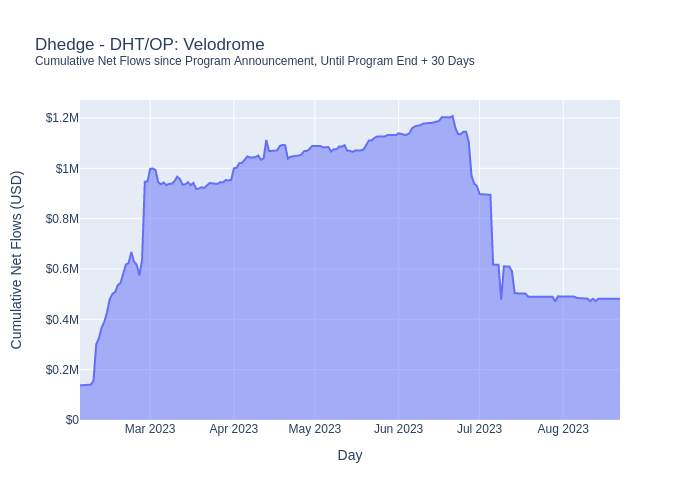 Dhedge - DHT/OP: Velodrome
Cumulative Net Flows since Program Announcement, Until Program End + 30 Days
Cumulative Net Flows (USD)
$1.2M
$1M
$0.8M
$0.6M
$0.4M
$0.2M
$0
Mar 2023 Apr 2023 May 2023 Jun 2023 Jul 2023 Aug 2023
Day